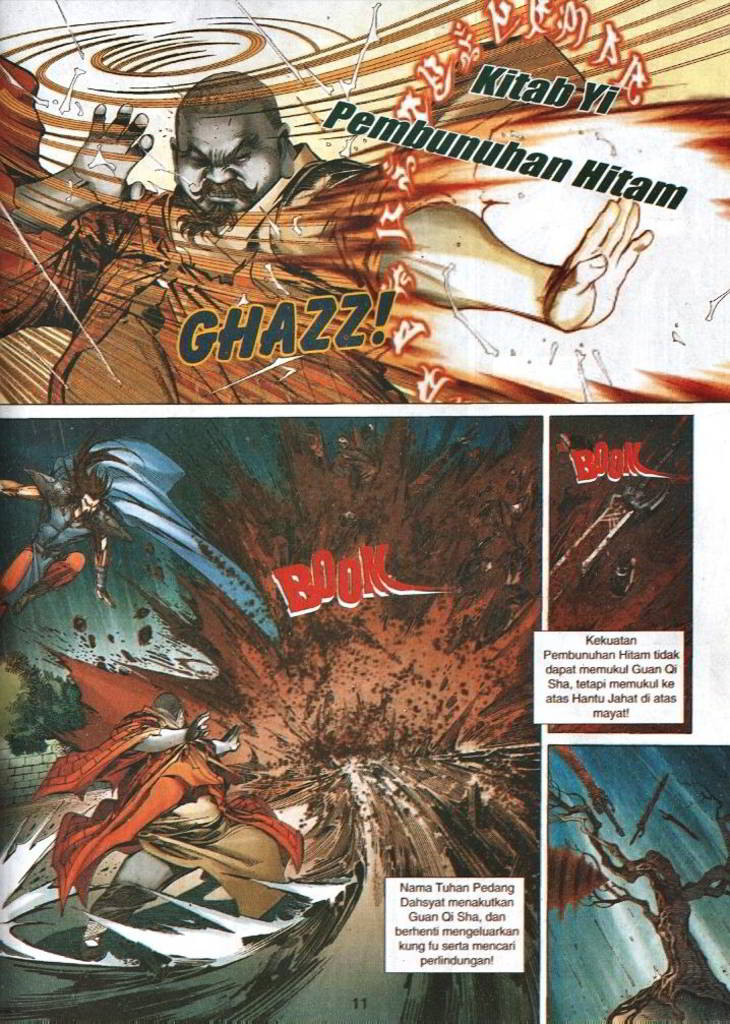 Kitab Yi
Pembunuhan Hitam
GHAZZ!
BOOM
BOOM
Kekuatan
Pembunuhan Hitam tidak
dapat memukul Guan Qi
Sha, tetapi memukul ke
atas Hantu Jahat di atas
mayat!
Nama Tuhan Pedang
Dahsyat menakutkan
Guan Qi Sha, dan
berhenti mengeluarkan
kung fu serta mencari
perlindungan!
11